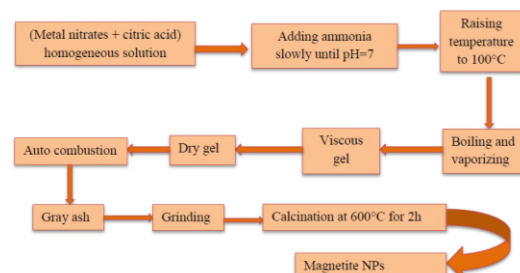 (Metal nitrates + citric acid)
homogeneous solution
Adding ammonia
slowly until pH=7
Raising
temperature
to 100°C
Boiling and
vaporizing
Viscous
gel
Dry gel
Auto combustion
Gray ash
Grinding
Calcination at 600°C for 2h
Magnetite NPs